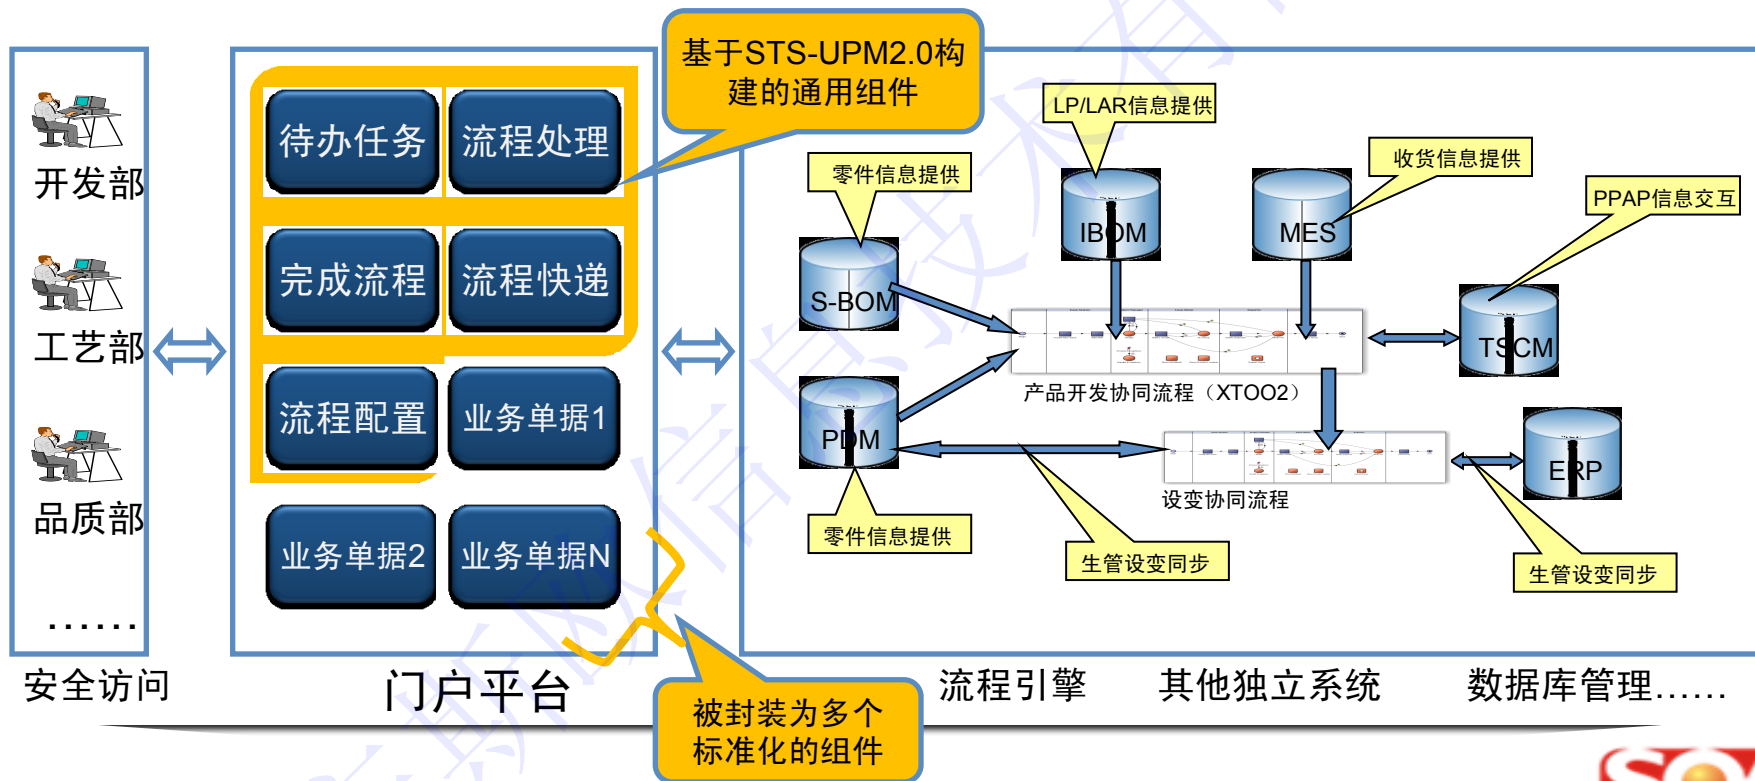 基于STS-UPM2.0构
建的通用组件
开发部
工艺部
品质部
……
安全访问
待办任务
流程处理
完成流程
流程快递
流程配置
业务单据1
业务单据2
业务单据N
门户平台
被封装为多个
标准化的组件
LP/LAR信息提供
收货信息提供
零件信息提供
PPAP信息交互
IBOM
MES
S-BOM
TSCM
产品开发协同流程（XTOO2）
PDM
ERP
设变协同流程
零件信息提供
生管设变同步
生管设变同步
流程引擎
其他独立系统
数据库管理……